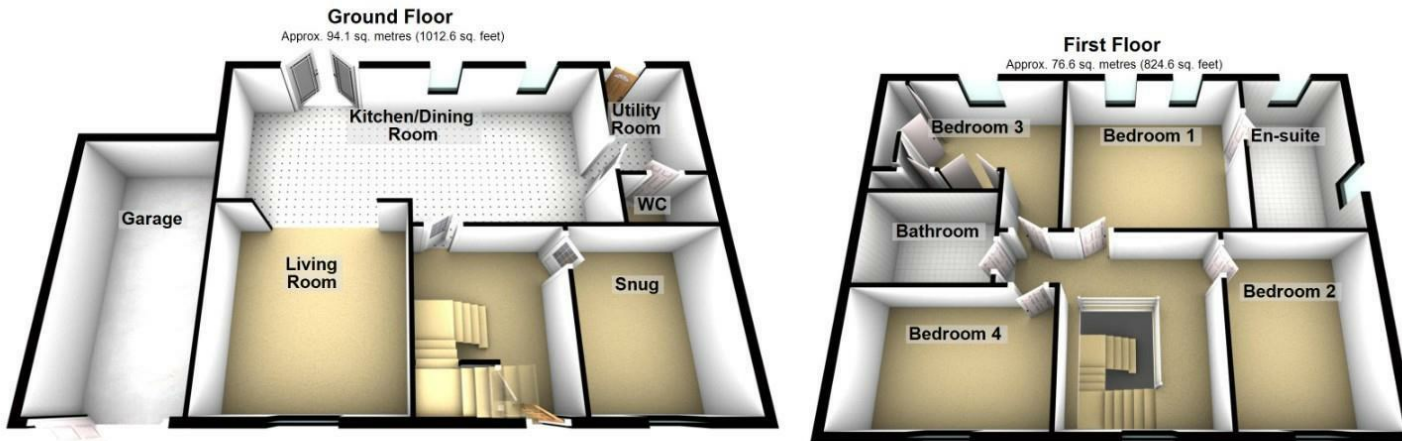 Ground Floor
Approx. 94.1 sq. metres (1012.6 sq. feet)
Kitchen/Dining
Room
Utility
Room
WC
Garage
Living
Room
Snug
First Floor
Approx. 76.6 sq. metres (824.6 sq. feet)
Bedroom 3
Bedroom 1
En-suite
Bathroom
Bedroom 2
Bedroom 4